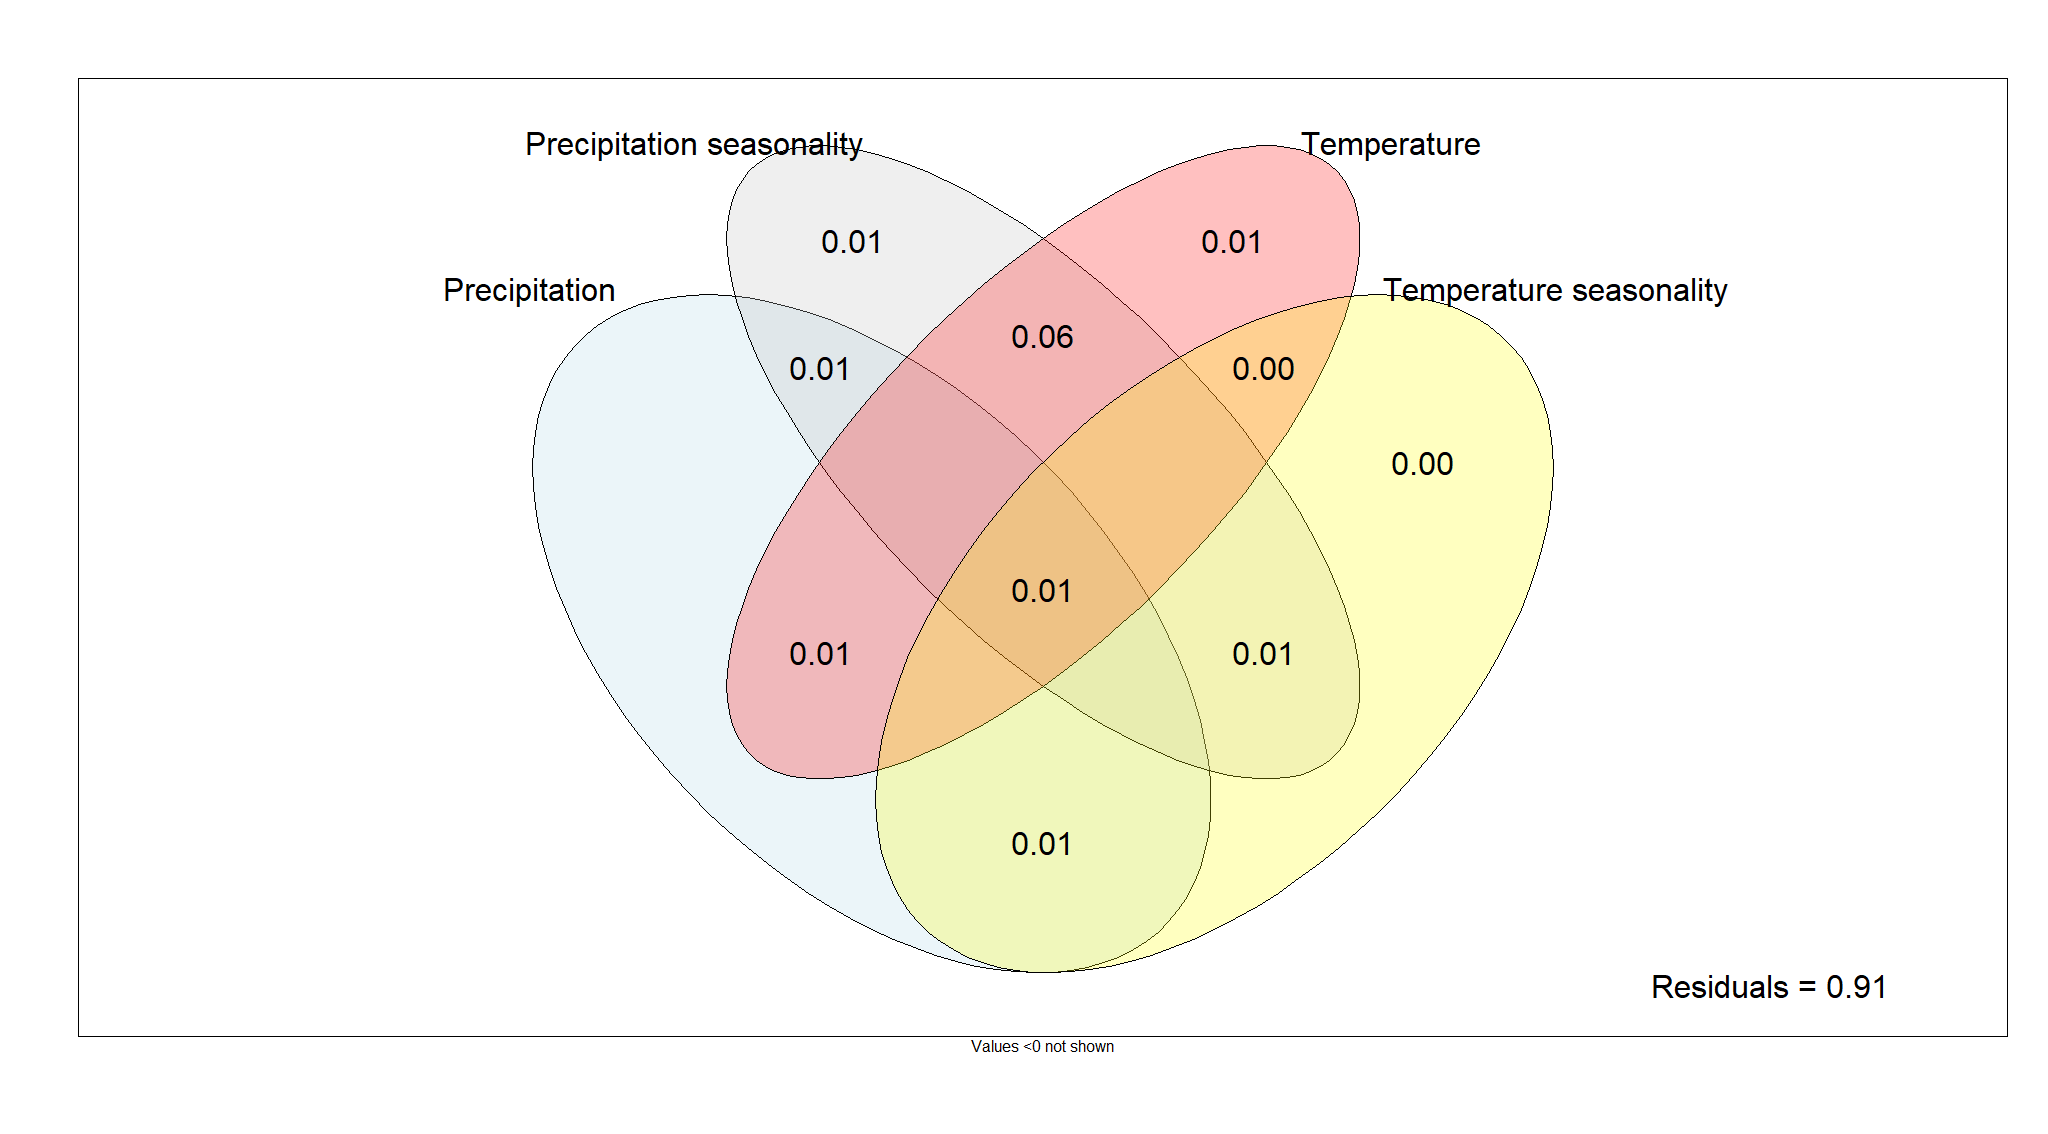 Precipitation seasonality
Temperature
0.01
0.01
Precipitation
Temperature seasonality
0.06
0.01
0.00
0.00
0.01
0.01
0.01
0.01
Residuals = 0.91
Values <0 not shown